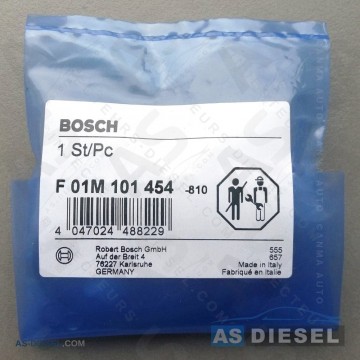 BOSCH
1 St/Pc
F 01M 101 454 -810
4 047024 488229
Robert Bosch GmbH
Auf der Breit 4
76227 Karlsruhe
GERMANY
555
657
Made in Italy
Fabriqué en Italie
AS DIESEL